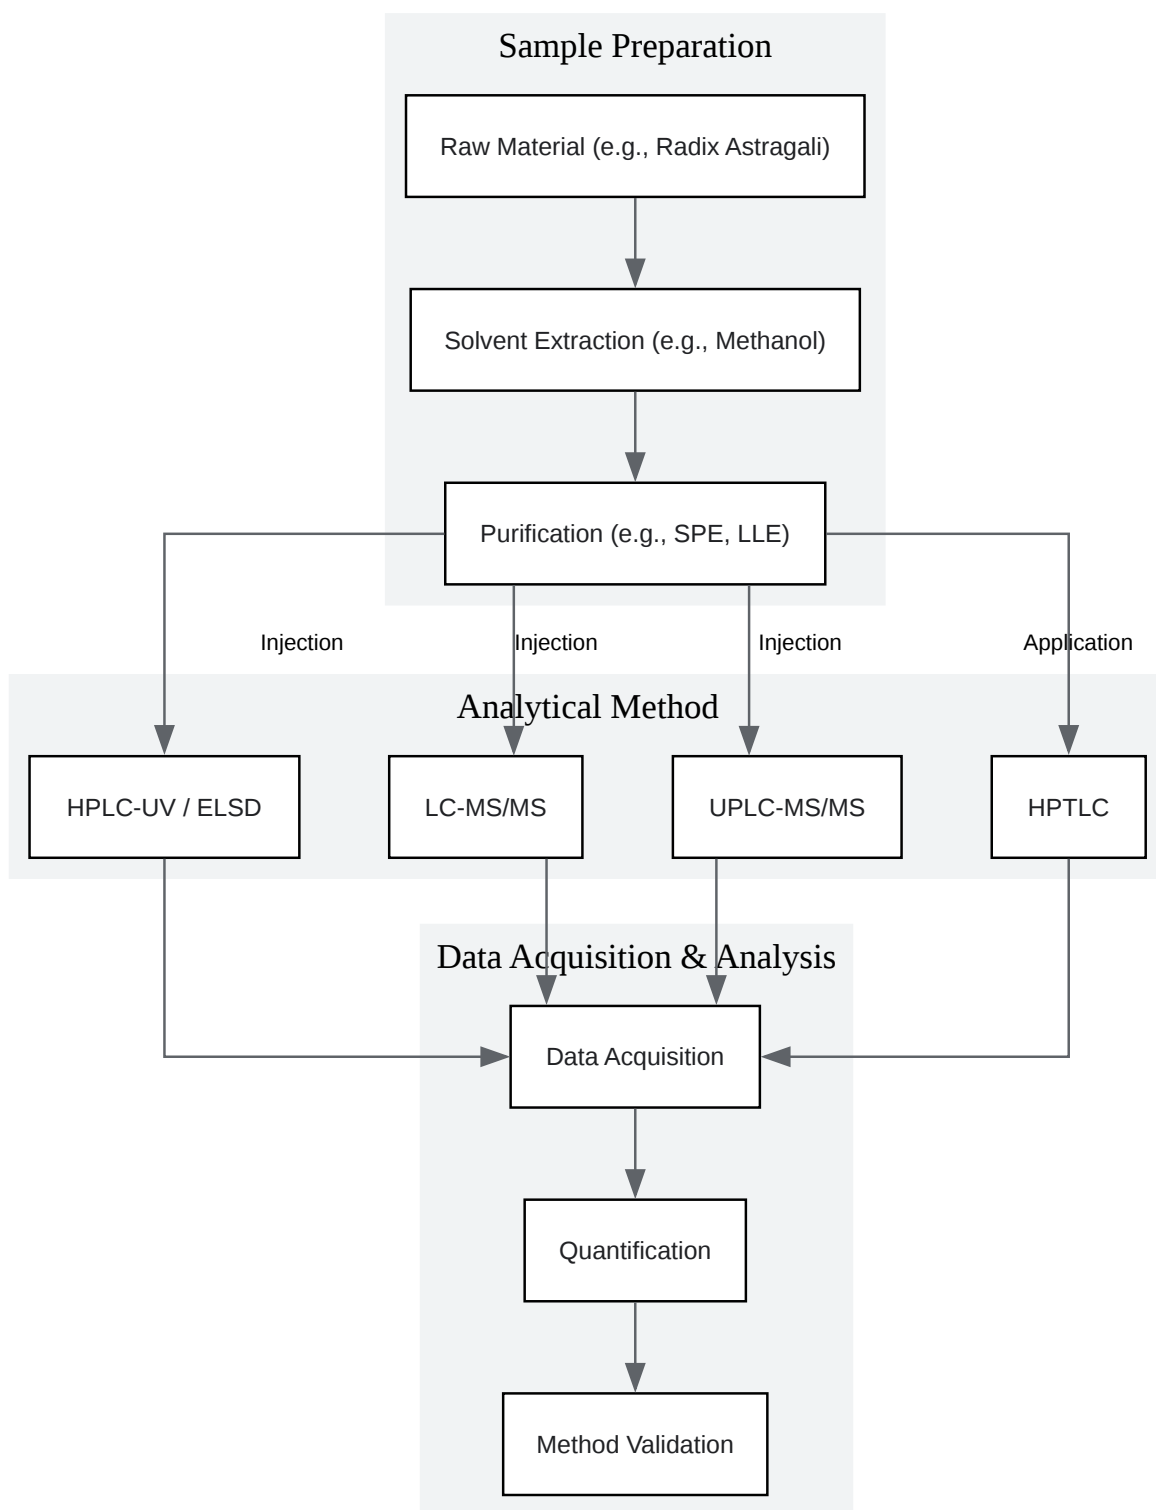 Sample Preparation
Raw Material (e.g., Radix Astragali)
Solvent Extraction (e.g., Methanol)
Purification (e.g., SPE, LLE)
Injection
Injection
Injection
Application
Analytical Method
HPLC-UV / ELSD
LC-MS/MS
UPLC-MS/MS
HPTLC
Data Acquisition & Analysis
Data Acquisition
Quantification
Method Validation